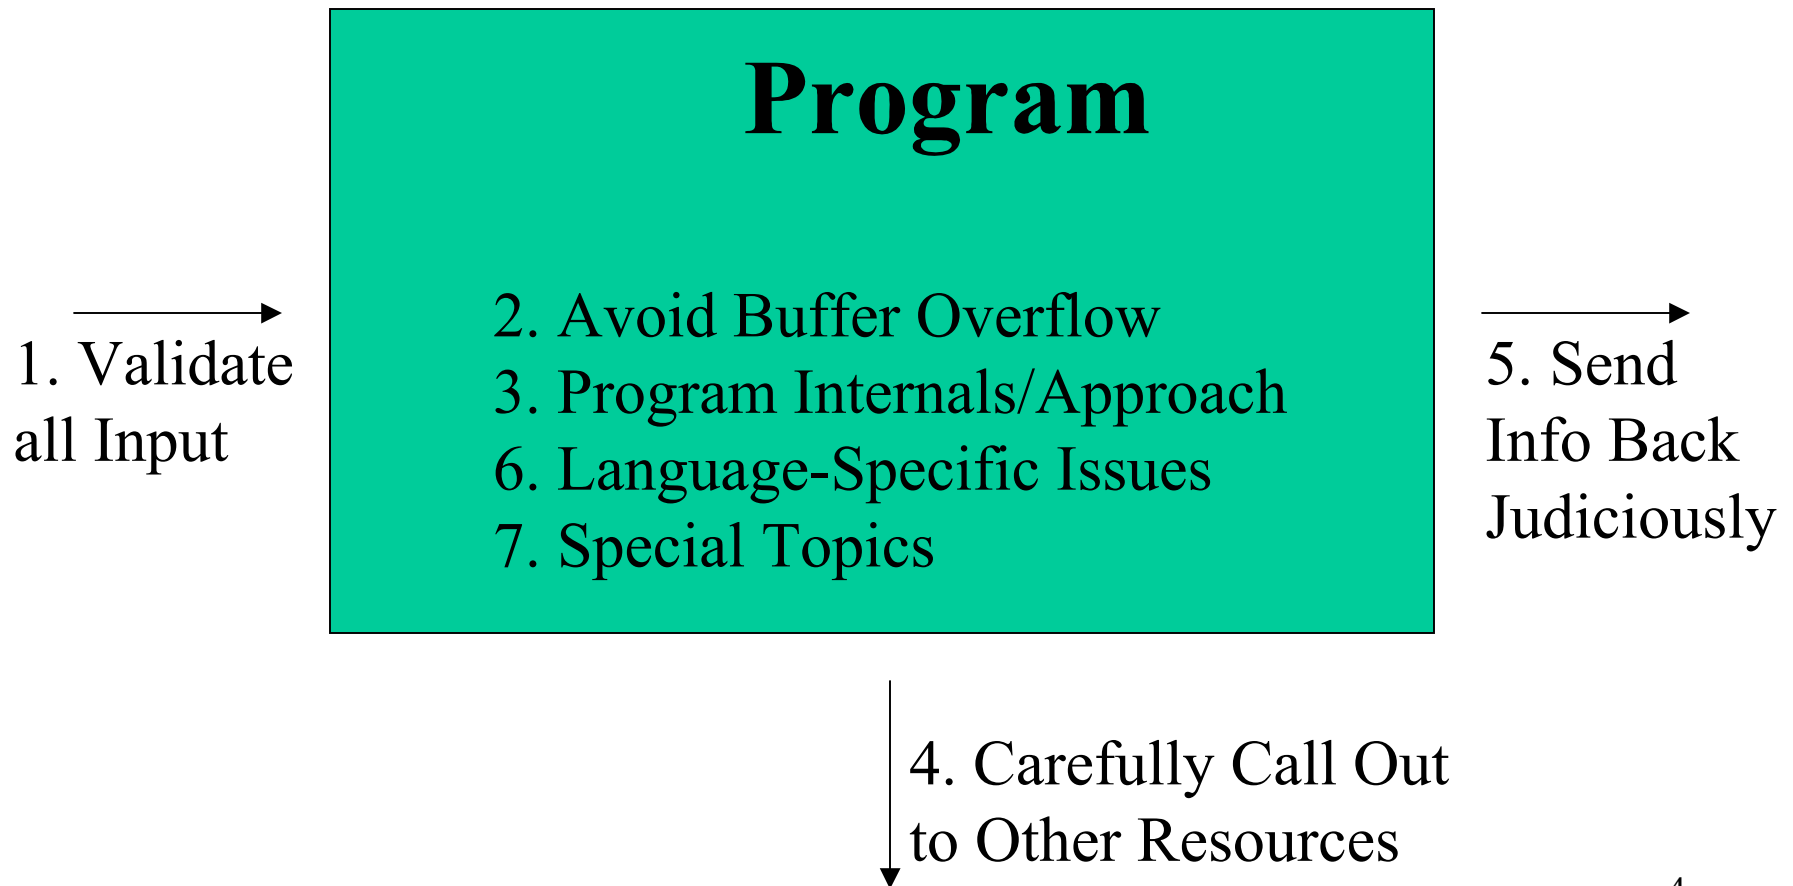 Program
1. Validate
all Input
2. Avoid Buffer Overflow
3. Program Internals/Approach
6. Language-Specific Issues
7. Special Topics
5. Send
Info Back
Judiciously
4. Carefully Call Out
to Other Resources